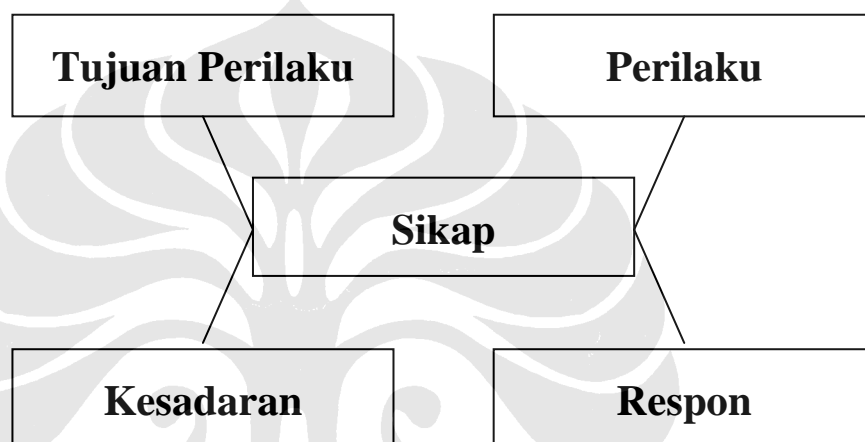 Tujuan Perilaku
Perilaku
Sikap
Kesadaran
Respon